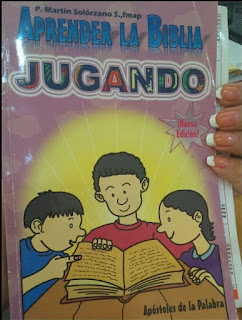 P. Martín Solórzano S.,fmap
APRENDER LA BIBLIA
JUGANDO
¡Nueva
Edición!
Apóstoles de la Palabra